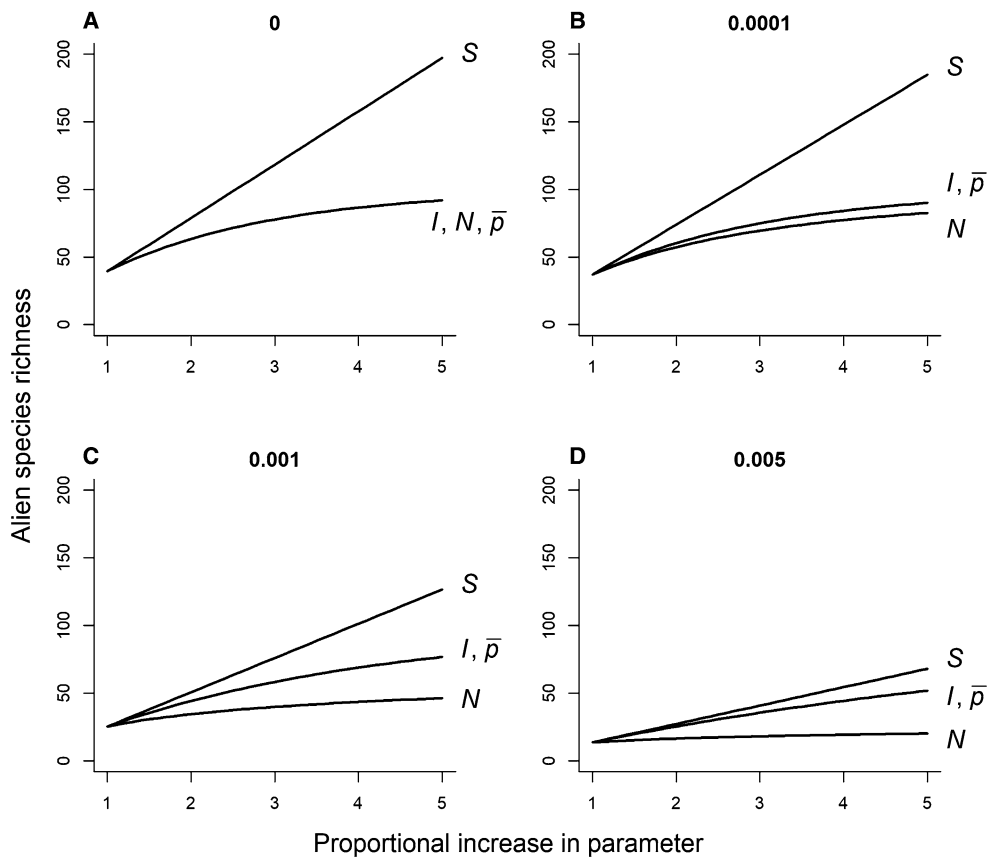 A 0
200
150
100
50
0
S
I, N, p̅
1 2 3 4 5
B 0.0001
200
150
100
50
0
S
I, p̅
N
1 2 3 4 5
C 0.001
200
150
100
50
0
S
I, p̅
N
1 2 3 4 5
D 0.005
200
150
100
50
0
S
I, p̅
N
1 2 3 4 5
Alien species richness
Proportional increase in parameter